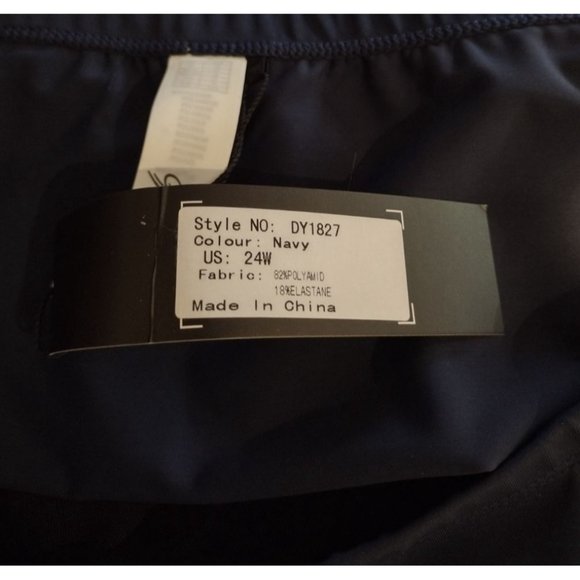 Style NO: DY1827
Colour: Navy
US: 24W
Fabric: 82%POLYAMID
18%ELASTANE
Made In China